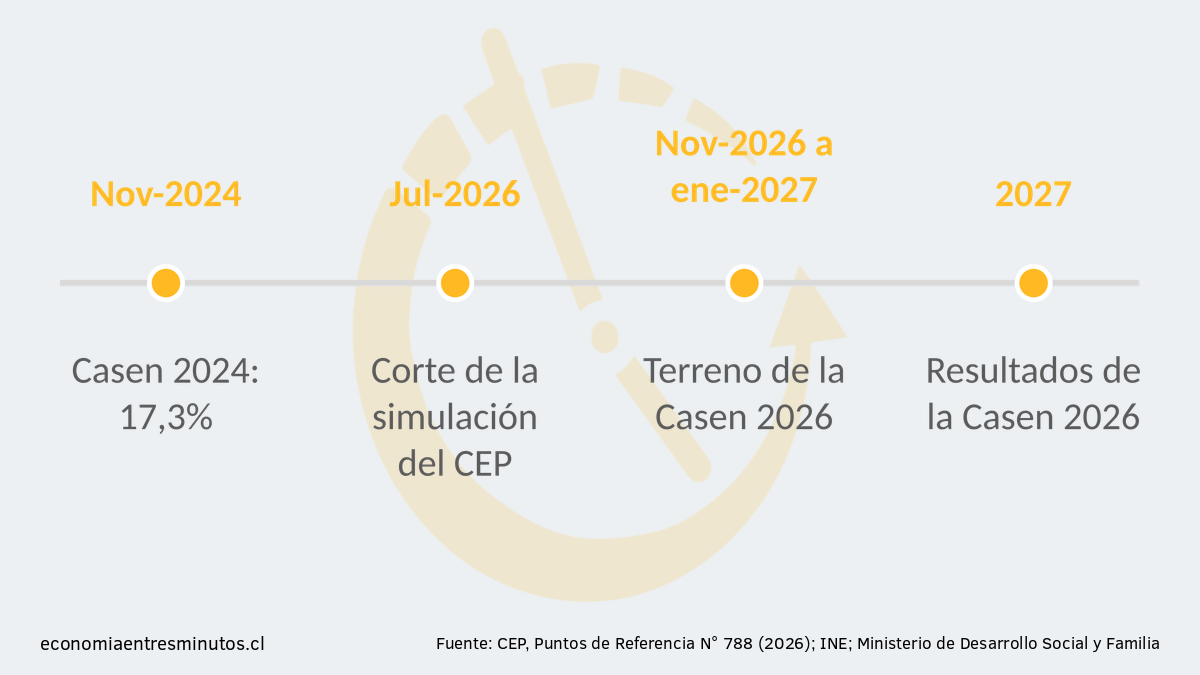 Nov-2024
Jul-2026
Nov-2026 a
ene-2027
2027
Casen 2024:
17,3%
Corte de la
simulación
del CEP
Terreno de la
Casen 2026
Resultados de
la Casen 2026
economiaentresminutos.cl
Fuente: CEP, Puntos de Referencia N° 788 (2026); INE; Ministerio de Desarrollo Social y Familia